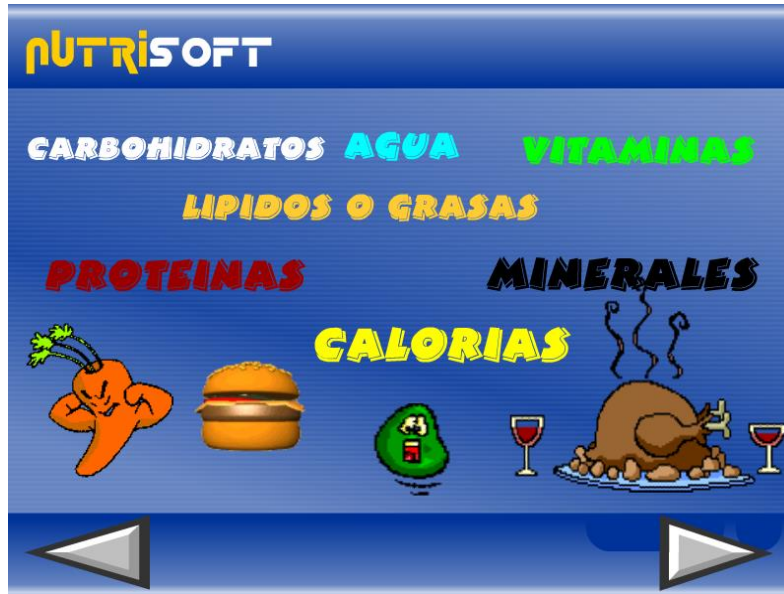 NUTRISOFT
CARBOHIDRATOS AGUA VITAMINAS
LIPIDOS O GRASAS
PROTEINAS MINERALES
CALORIAS